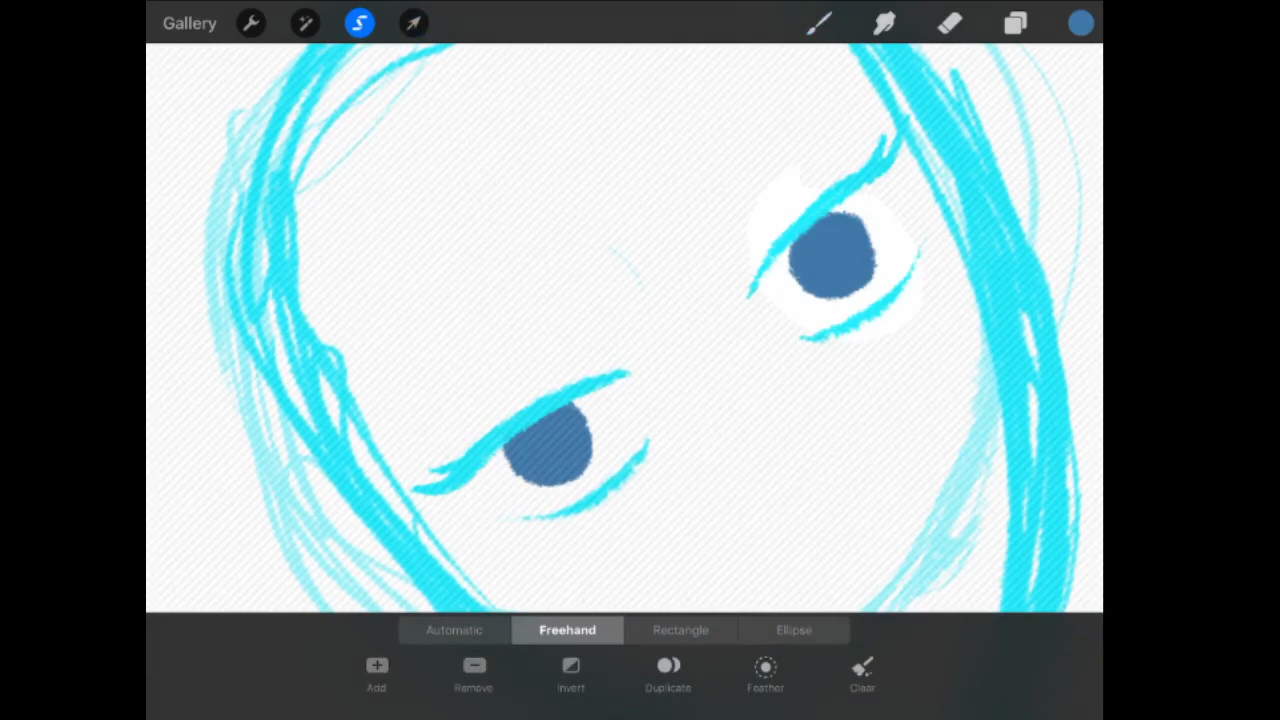 Gallery
Automatic Freehand Rectangle Ellipse
Add Remove Invert Duplicate Feather Clear